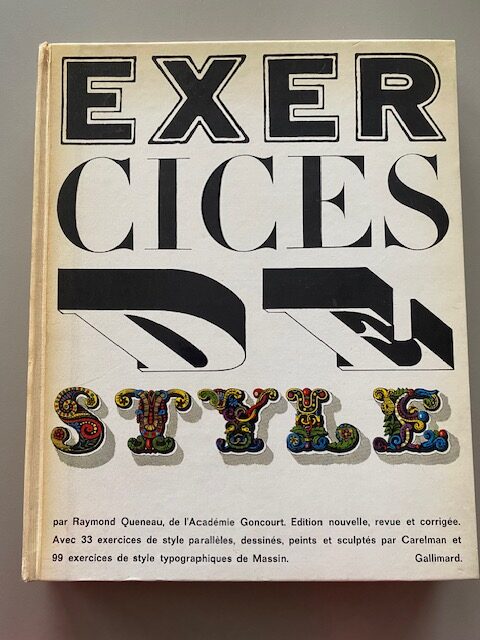 EXER
CICES
DE
STYLE
par Raymond Queneau, de l'Académie Goncourt. Edition nouvelle, revue et corrigée.
Avec 33 exercices de style parallèles, dessinés, peints et sculptés par Carelman et
99 exercices de style typographiques de Massin. Gallimard.